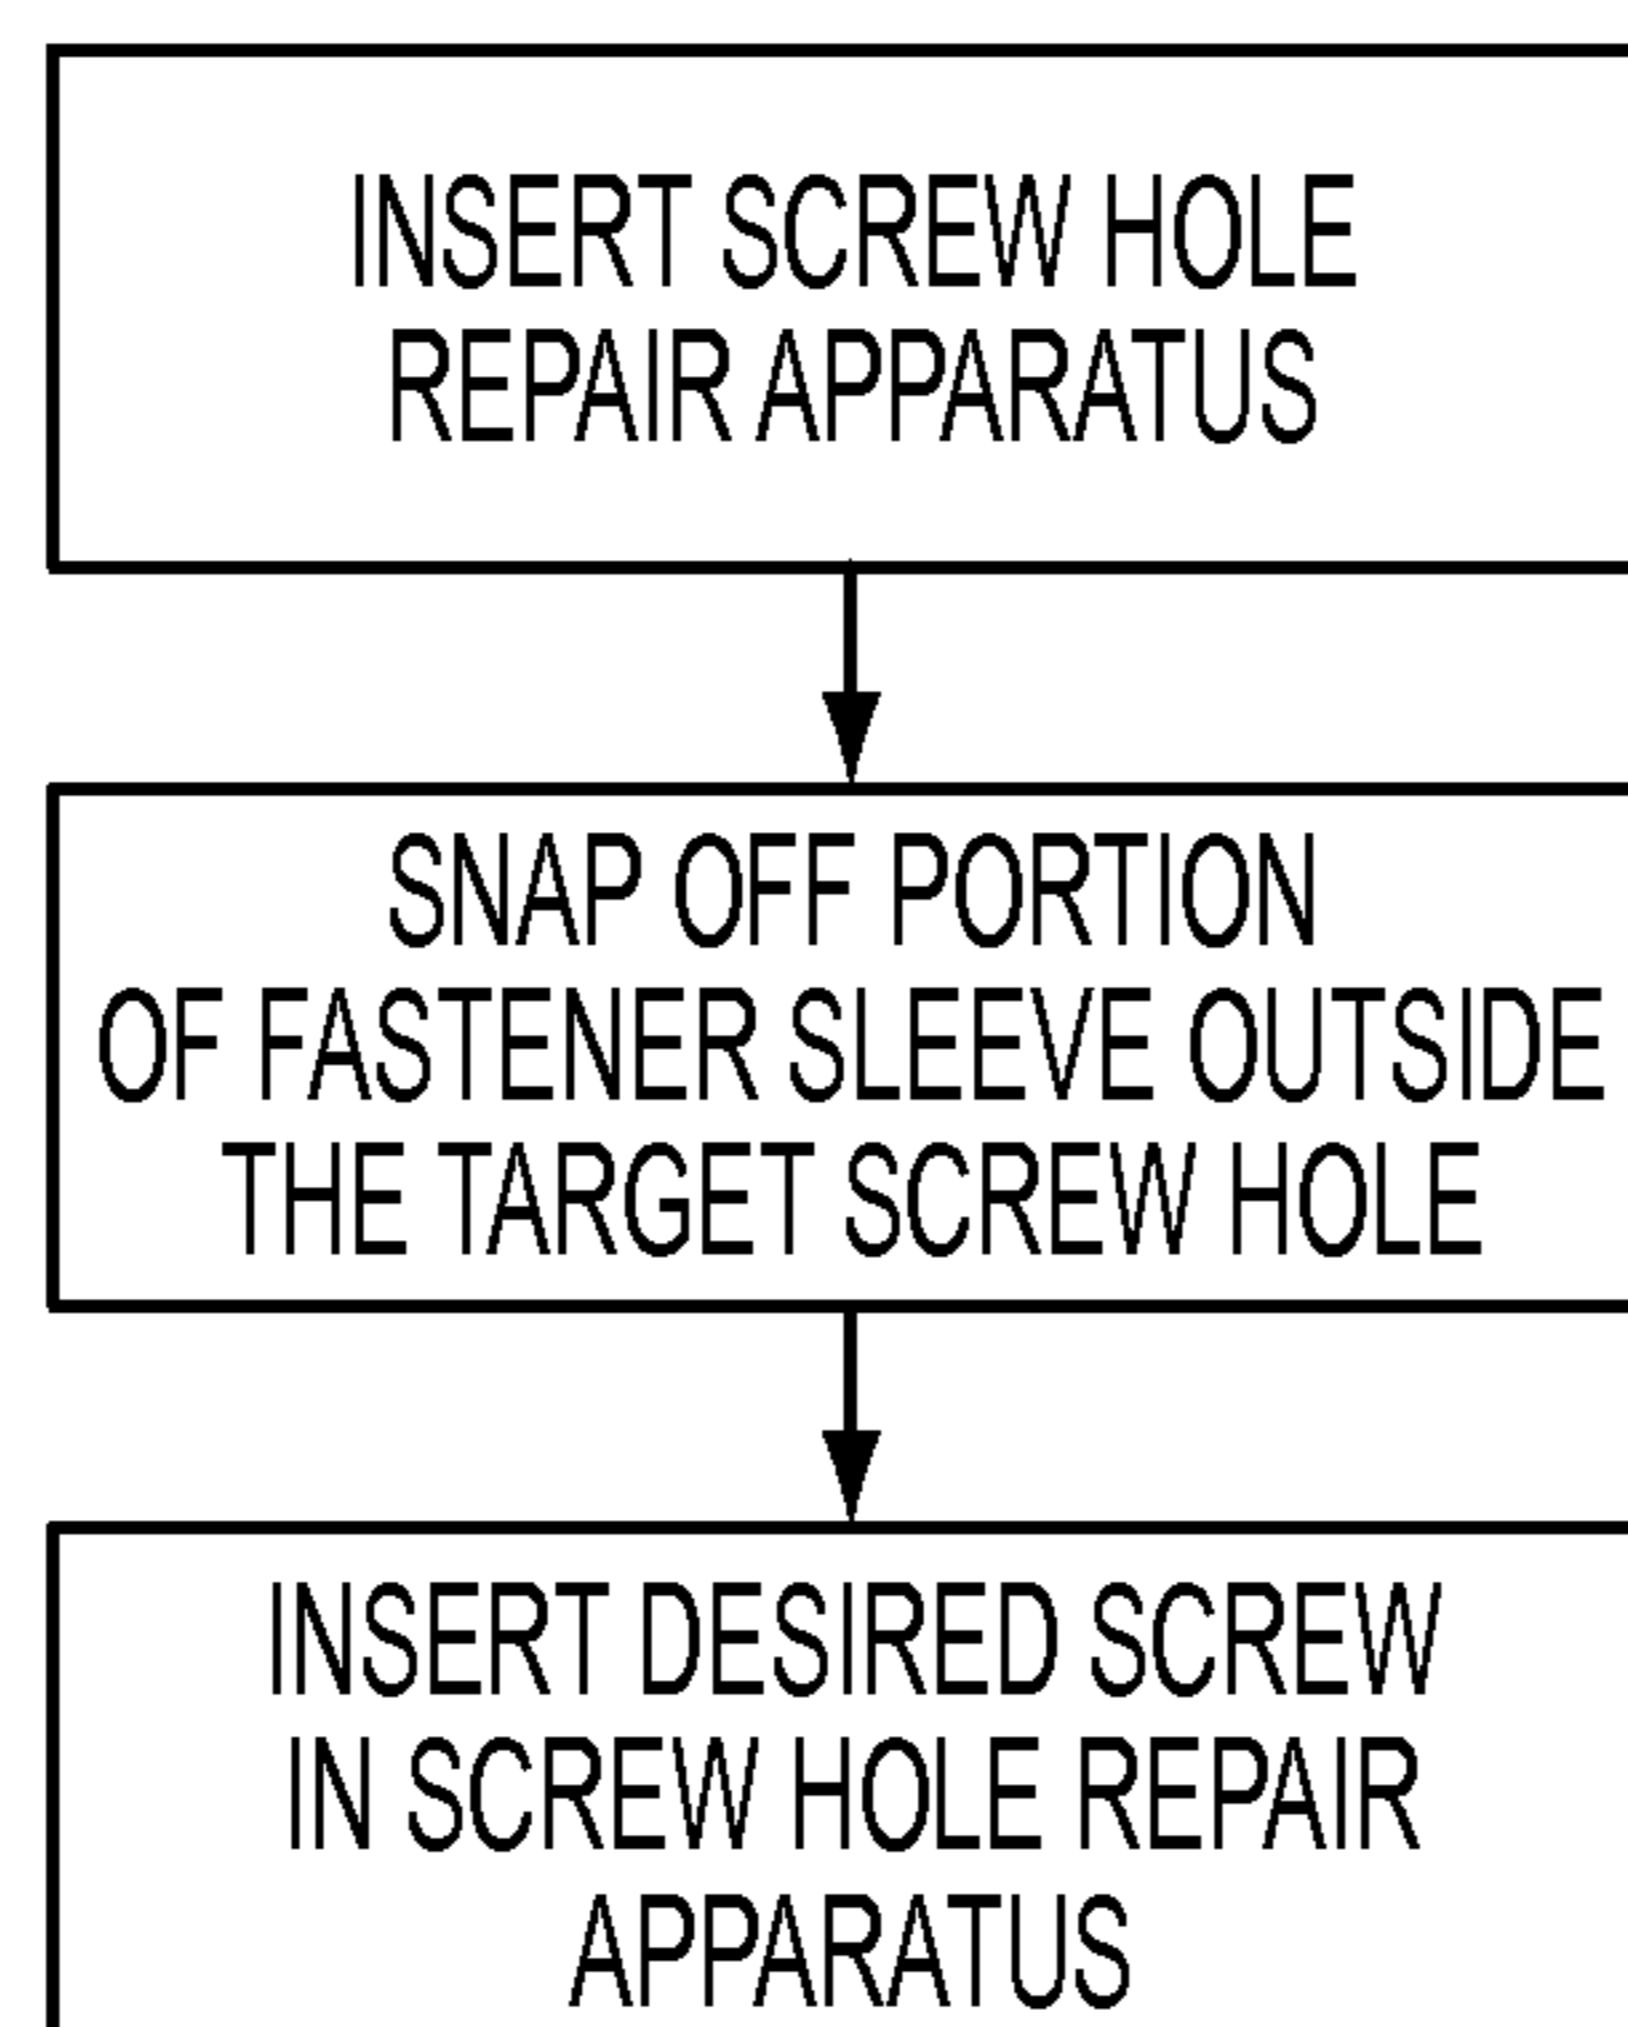 INSERT SCREW HOLE
REPAIR APPARATUS
SNAP OFF PORTION
OF FASTENER SLEEVE OUTSIDE
THE TARGET SCREW HOLE
INSERT DESIRED SCREW
IN SCREW HOLE REPAIR
APPARATUS